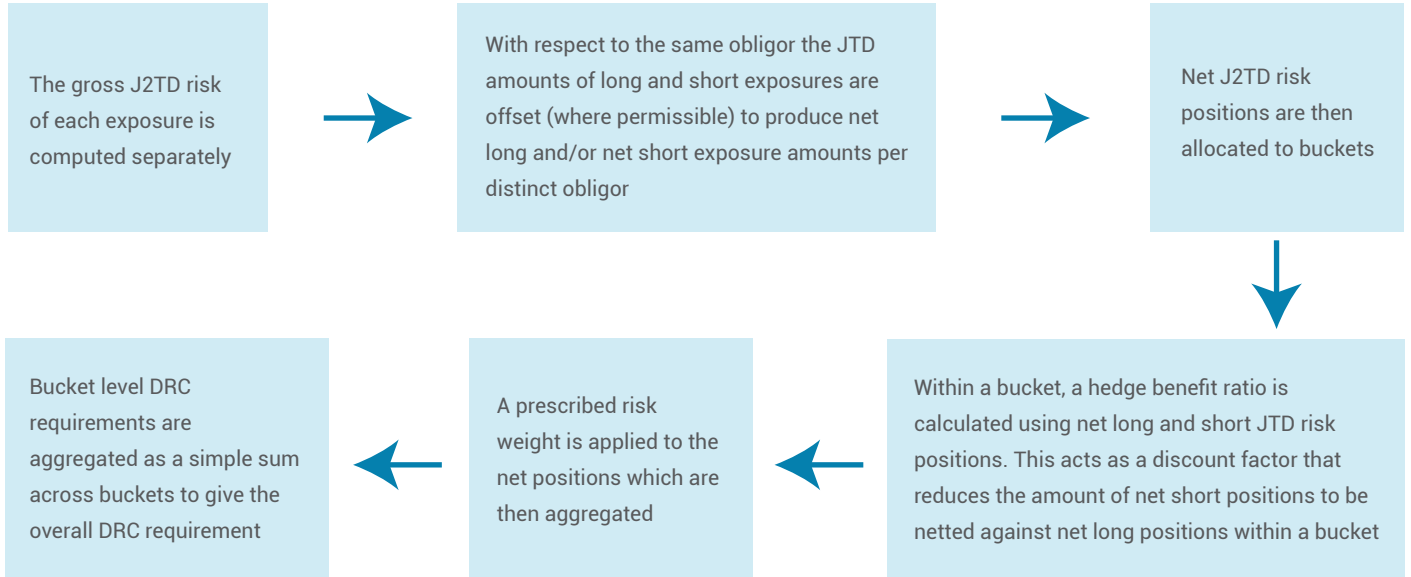 The gross J2TD risk
of each exposure is
computed separately
With respect to the same obligor the JTD
amounts of long and short exposures are
offset (where permissible) to produce net
long and/or net short exposure amounts per
distinct obligor
Net J2TD risk
positions are then
allocated to buckets
Within a bucket, a hedge benefit ratio is
calculated using net long and short JTD risk
positions. This acts as a discount factor that
reduces the amount of net short positions to be
netted against net long positions within a bucket
A prescribed risk
weight is applied to the
net positions which are
then aggregated
Bucket level DRC
requirements are
aggregated as a simple sum
across buckets to give the
overall DRC requirement